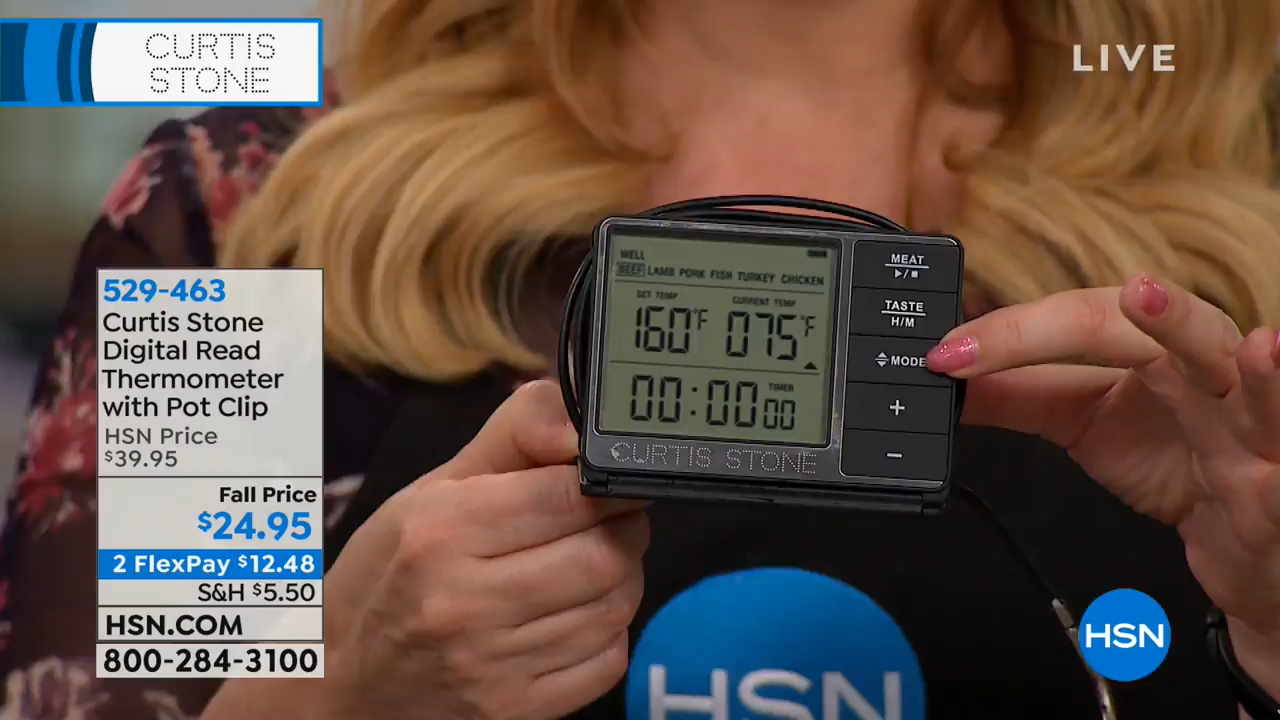 CURTIS
STONE
LIVE
529-463
Curtis Stone
Digital Read
Thermometer
with Pot Clip
HSN Price
$39.95
Fall Price
$24.95
2 FlexPay $12.48
S&H $5.50
HSN.COM
800-284-3100
WELL
BEEF LAMB PORK FISH TURKEY CHICKEN
SET TEMP CURRENT TEMP
160°F 075°F
TIMER
00:00 00
CURTIS STONE
MEAT
▶/■
TASTE
H/M
MODE
+
−
HSN
HSN